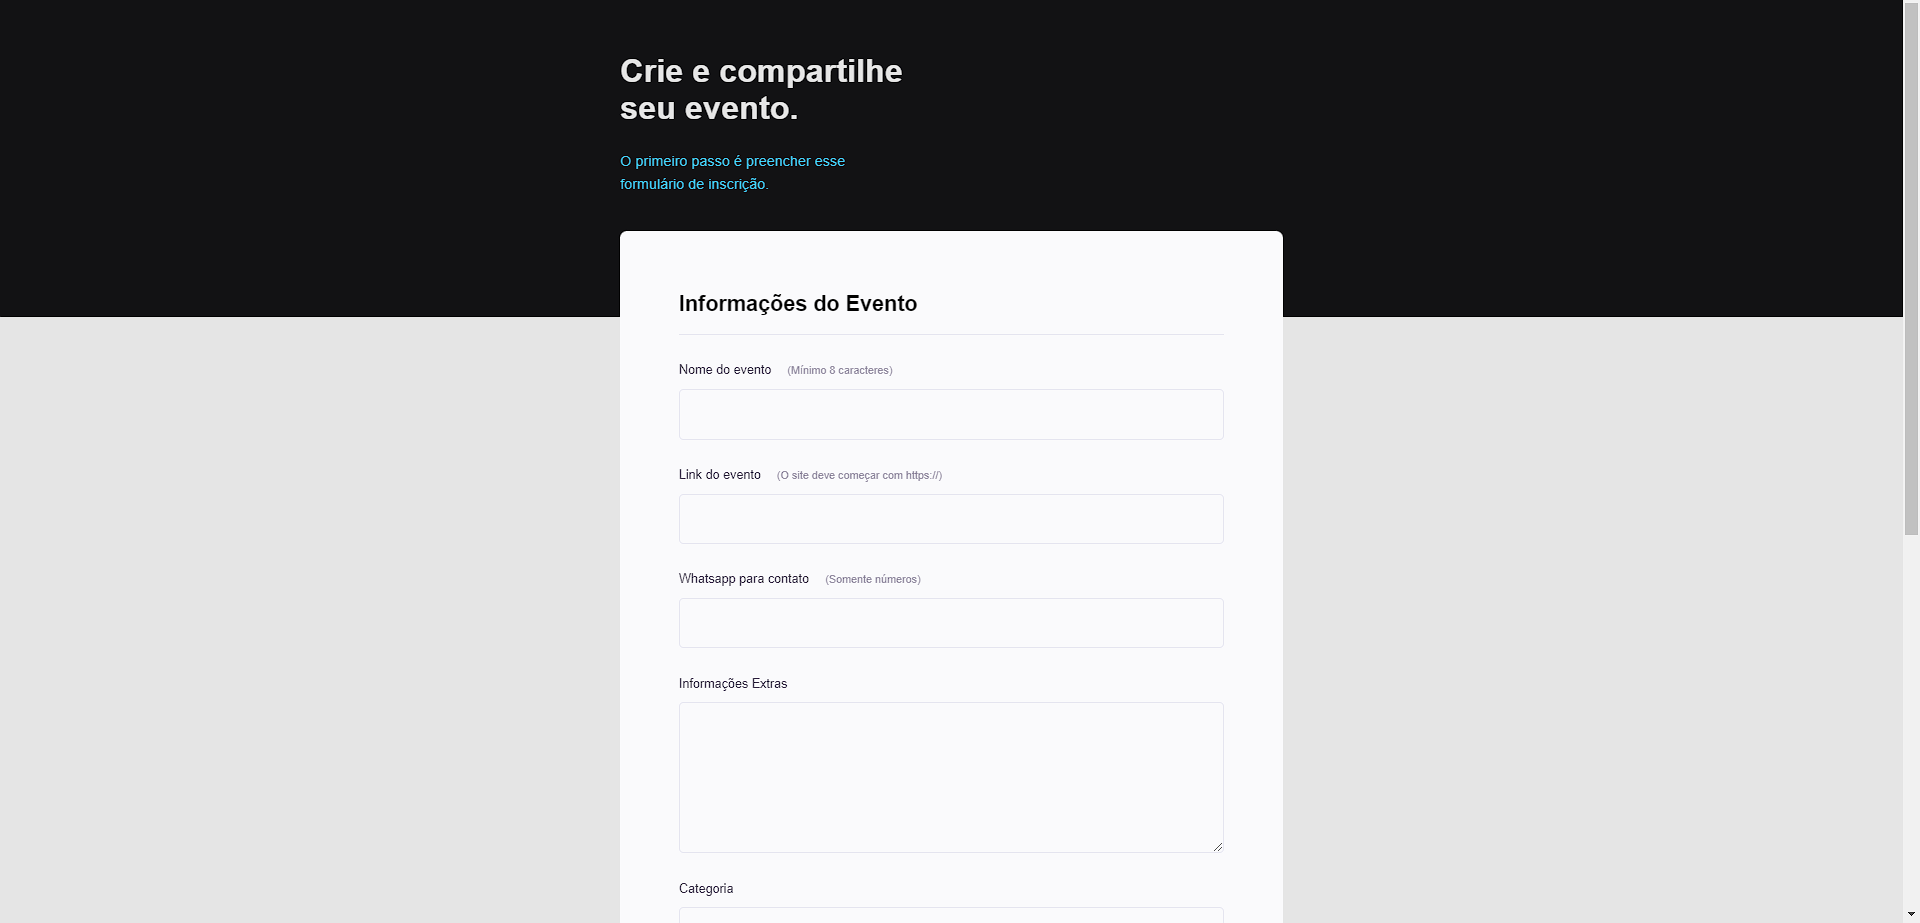 Crie e compartilhe
seu evento.
O primeiro passo é preencher esse
formulário de inscrição.
Informações do Evento
Nome do evento (Mínimo 8 caracteres)
Link do evento (O site deve começar com https://)
Whatsapp para contato (Somente números)
Informações Extras
Categoria